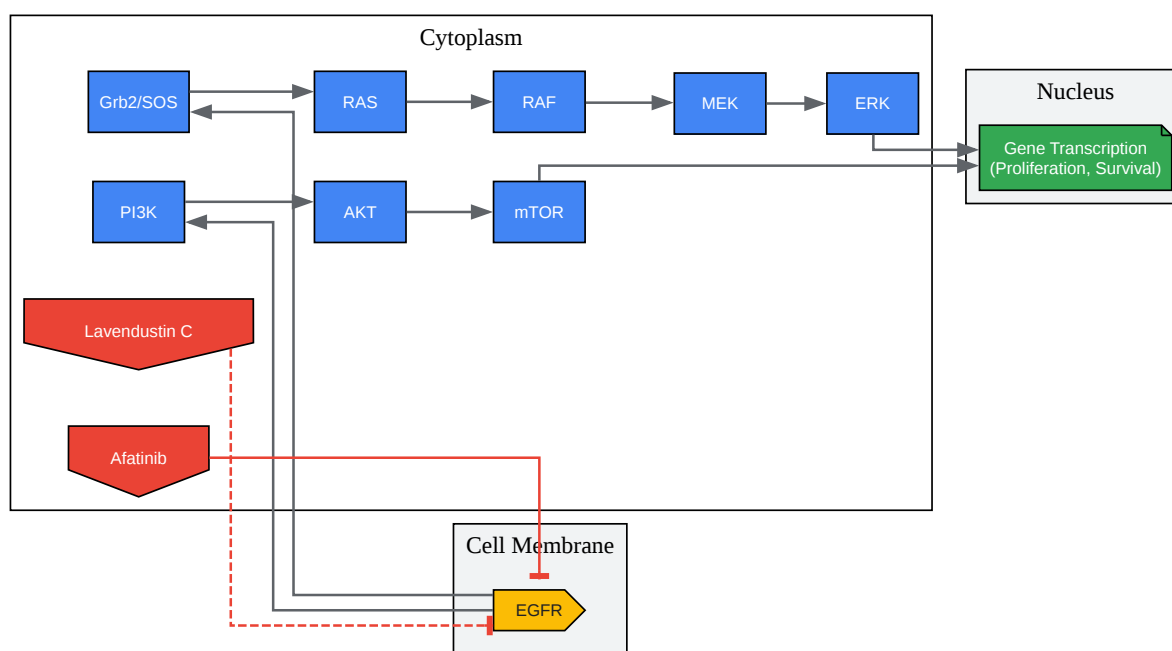 Cytoplasm
Grb2/SOS
RAS
RAF
MEK
ERK
Nucleus
Gene Transcription
(Proliferation, Survival)
PI3K
AKT
mTOR
Lavendustin C
Afatinib
Cell Membrane
EGFR